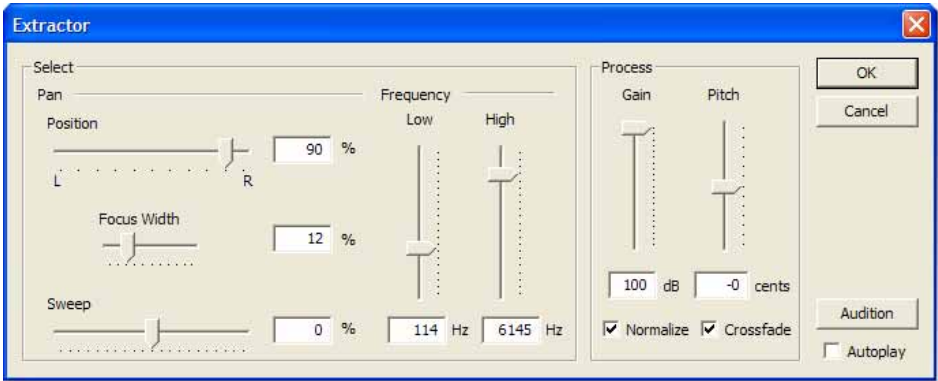 Extractor
Select
Pan
Position
90 %
L R
Focus Width
12 %
Sweep
0 %
Frequency
Low High
114 Hz 6145 Hz
Process
Gain Pitch
100 dB -0 cents
Normalize Crossfade
OK
Cancel
Audition
Autoplay